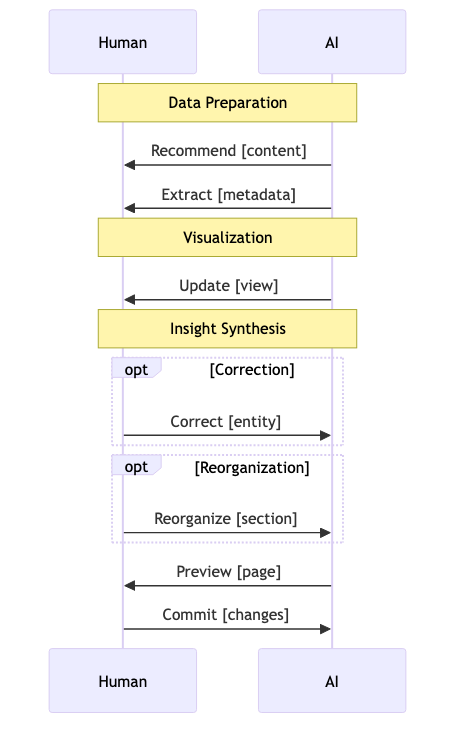 Human
AI
Data Preparation
Recommend [content]
Extract [metadata]
Visualization
Update [view]
Insight Synthesis
opt
[Correction]
Correct [entity]
opt
[Reorganization]
Reorganize [section]
Preview [page]
Commit [changes]
Human
AI